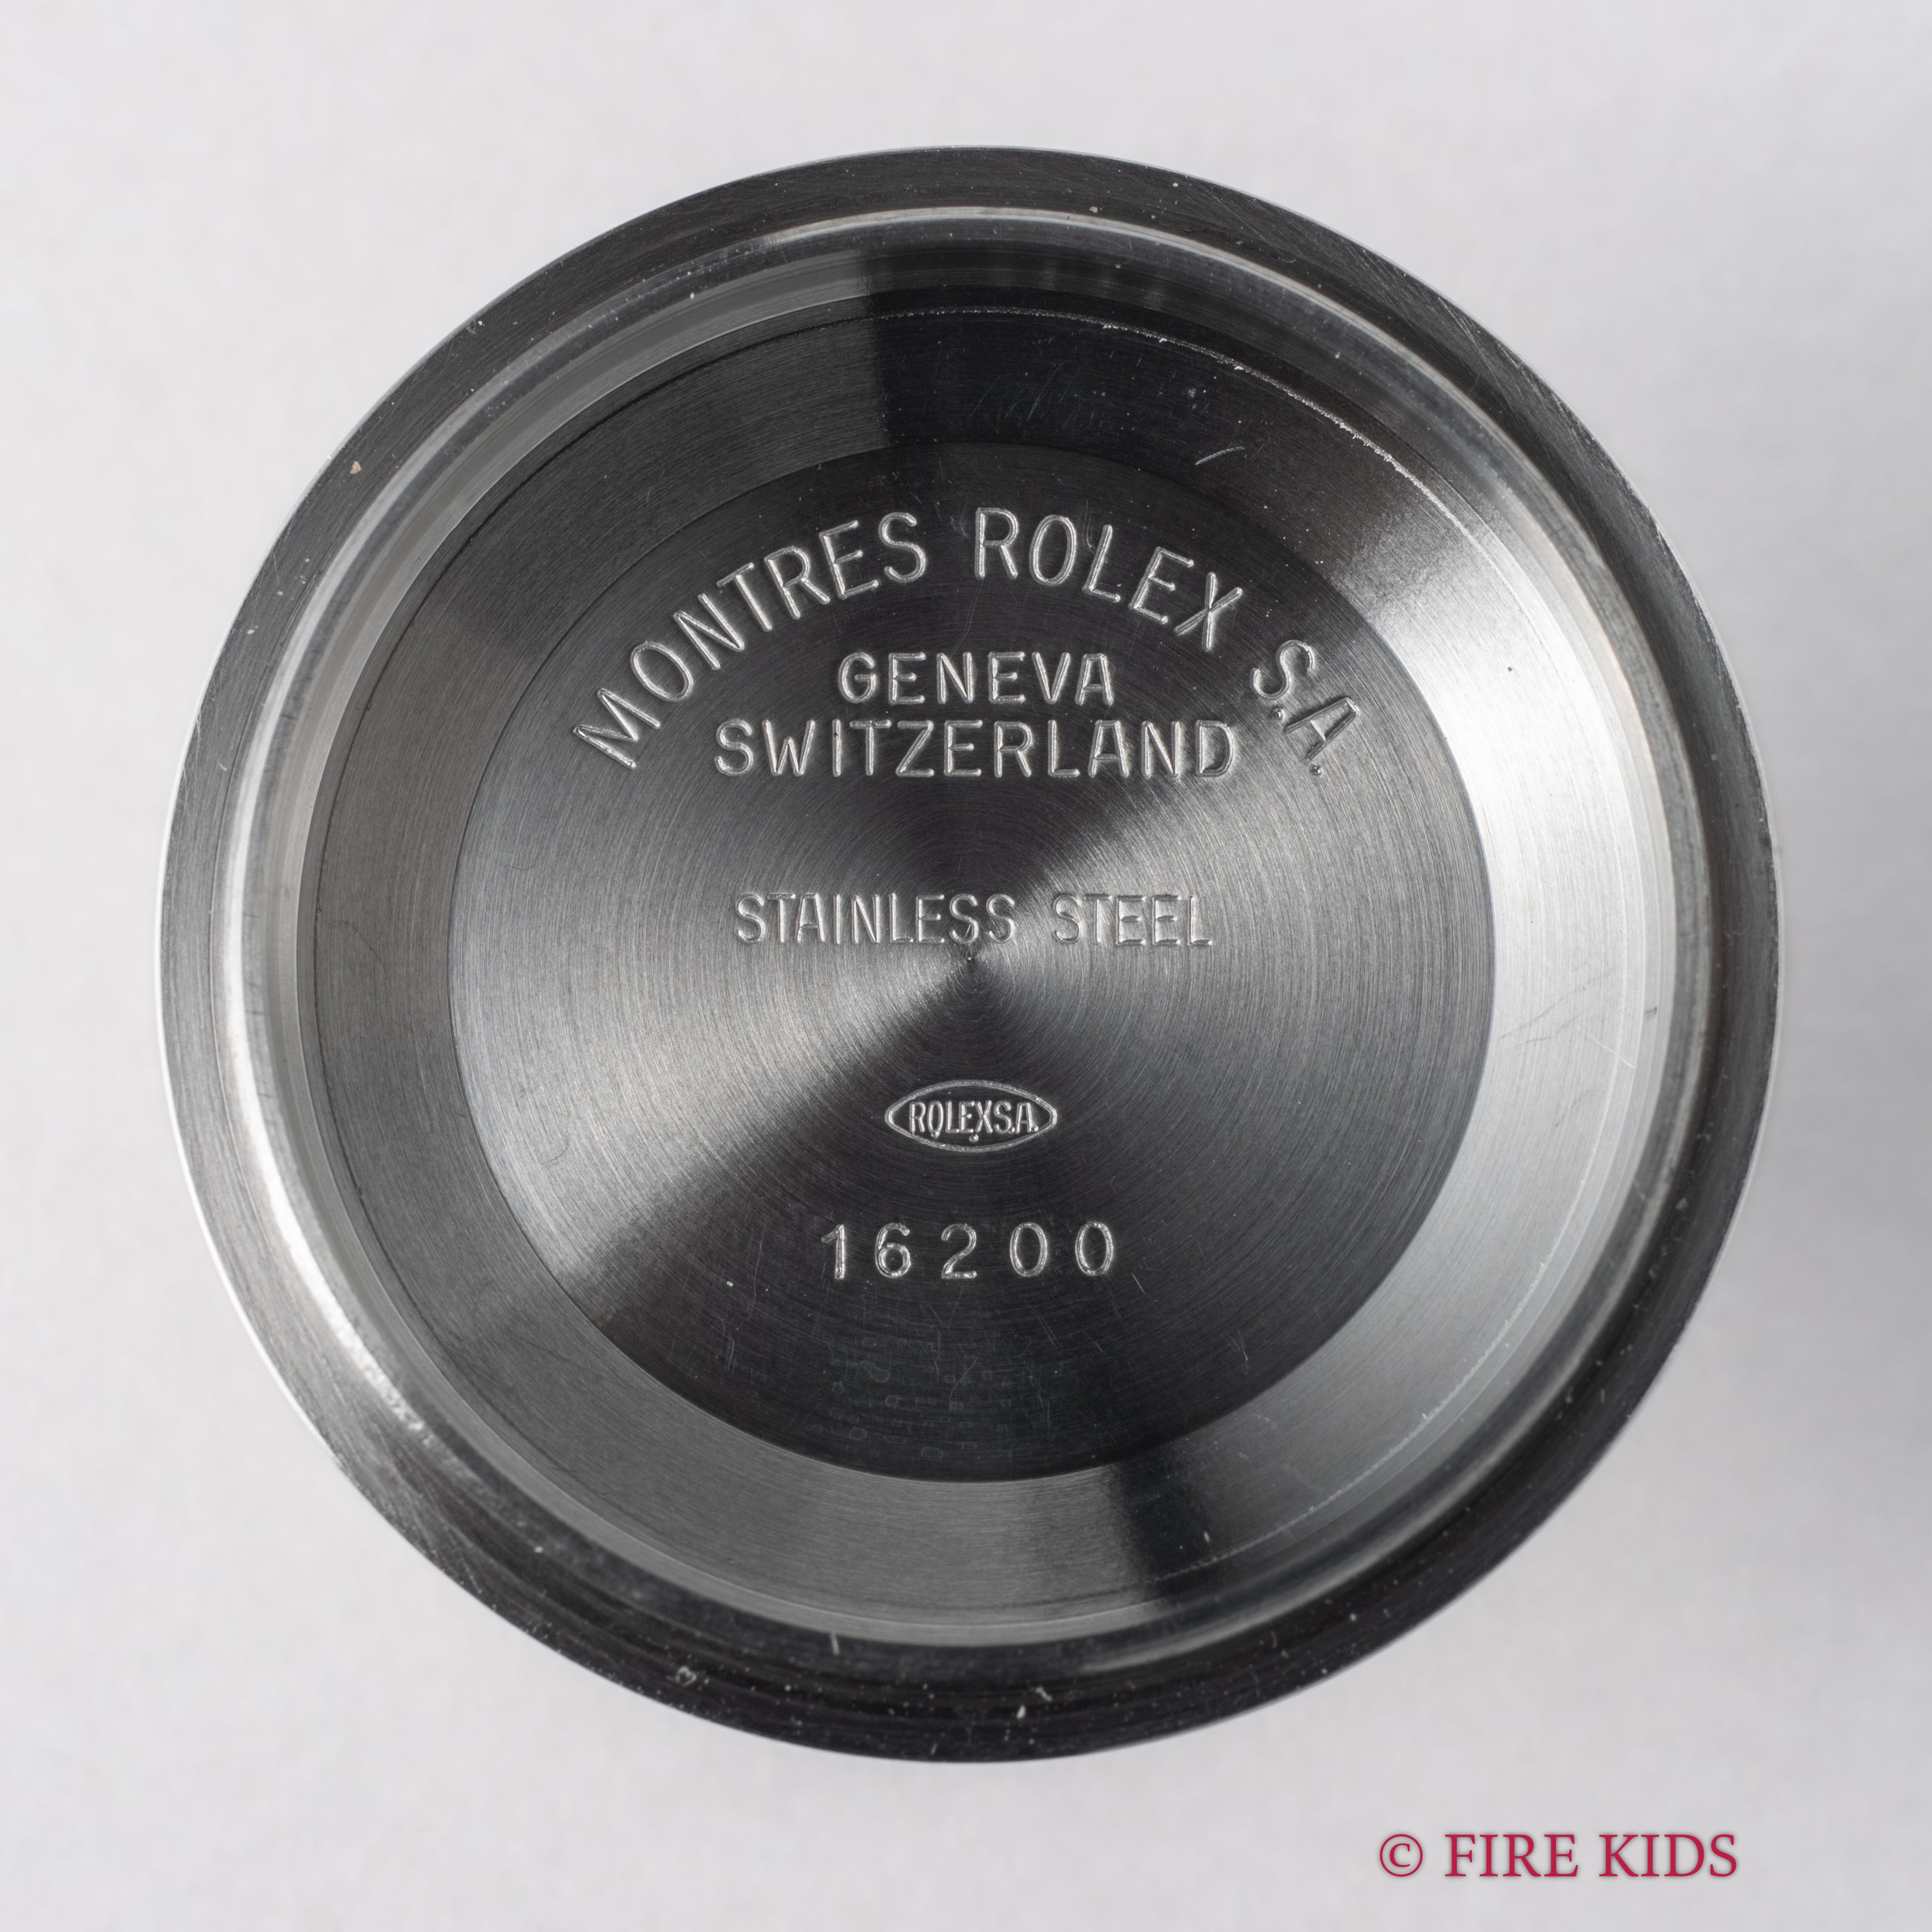 MONTRES ROLEX S.A.
GENEVA
SWITZERLAND
STAINLESS STEEL
ROLEX S.A.
16200
© FIRE KIDS